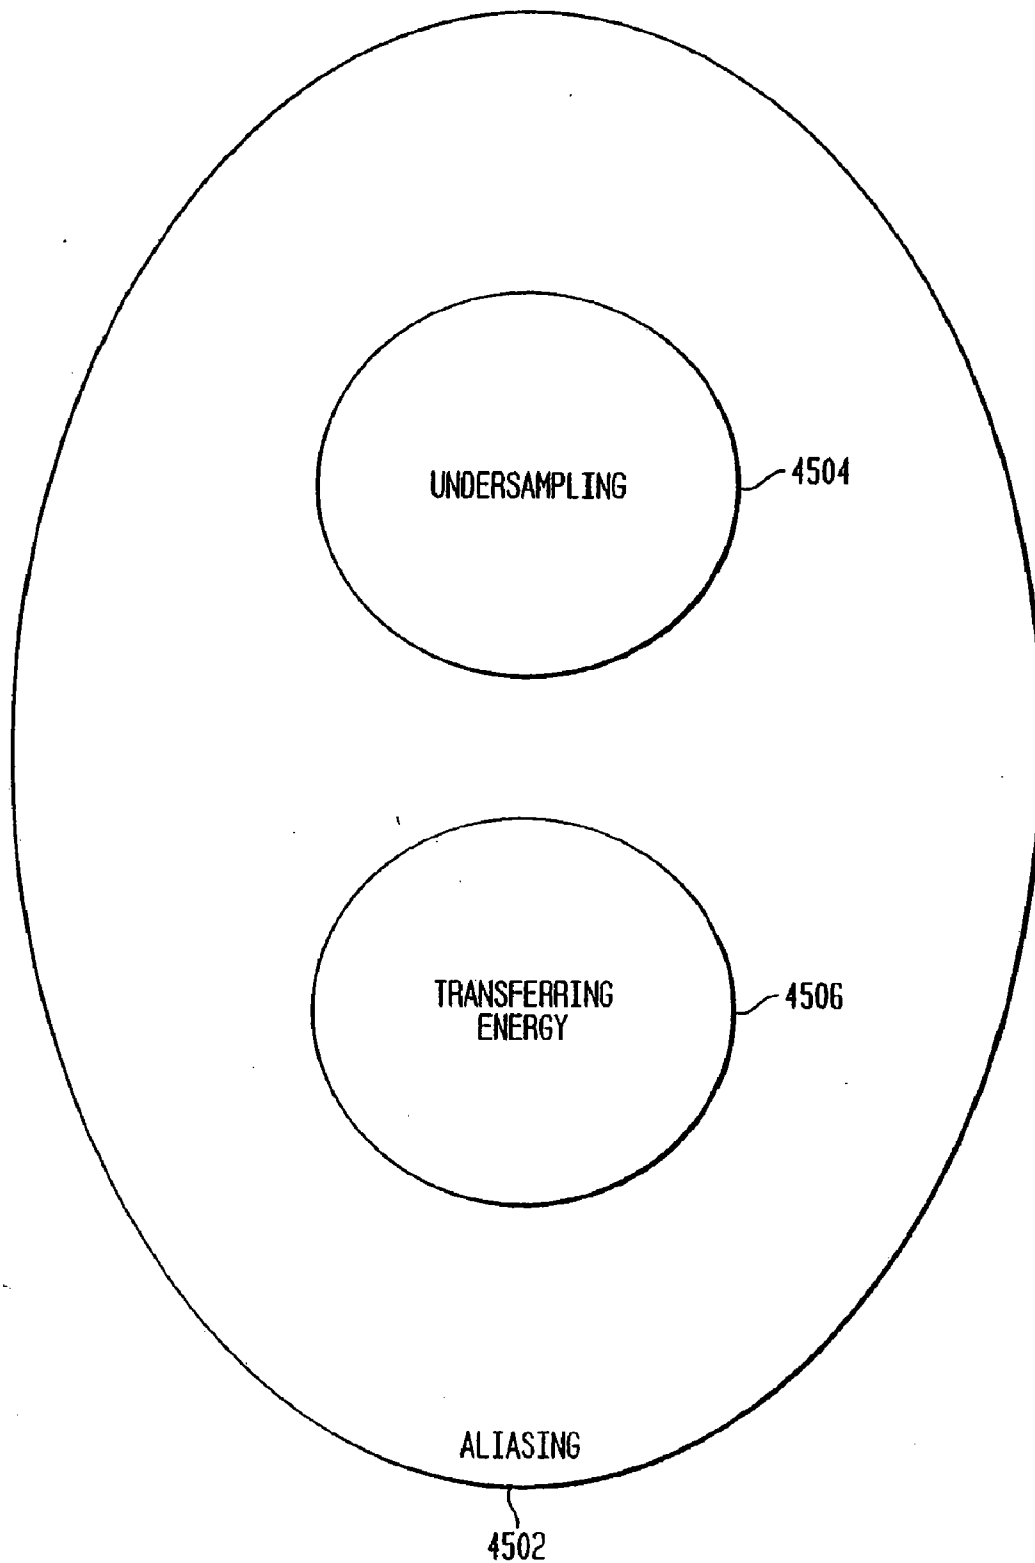 UNDERSAMPLING
4504
TRANSFERRING
ENERGY
4506
ALIASING
4502